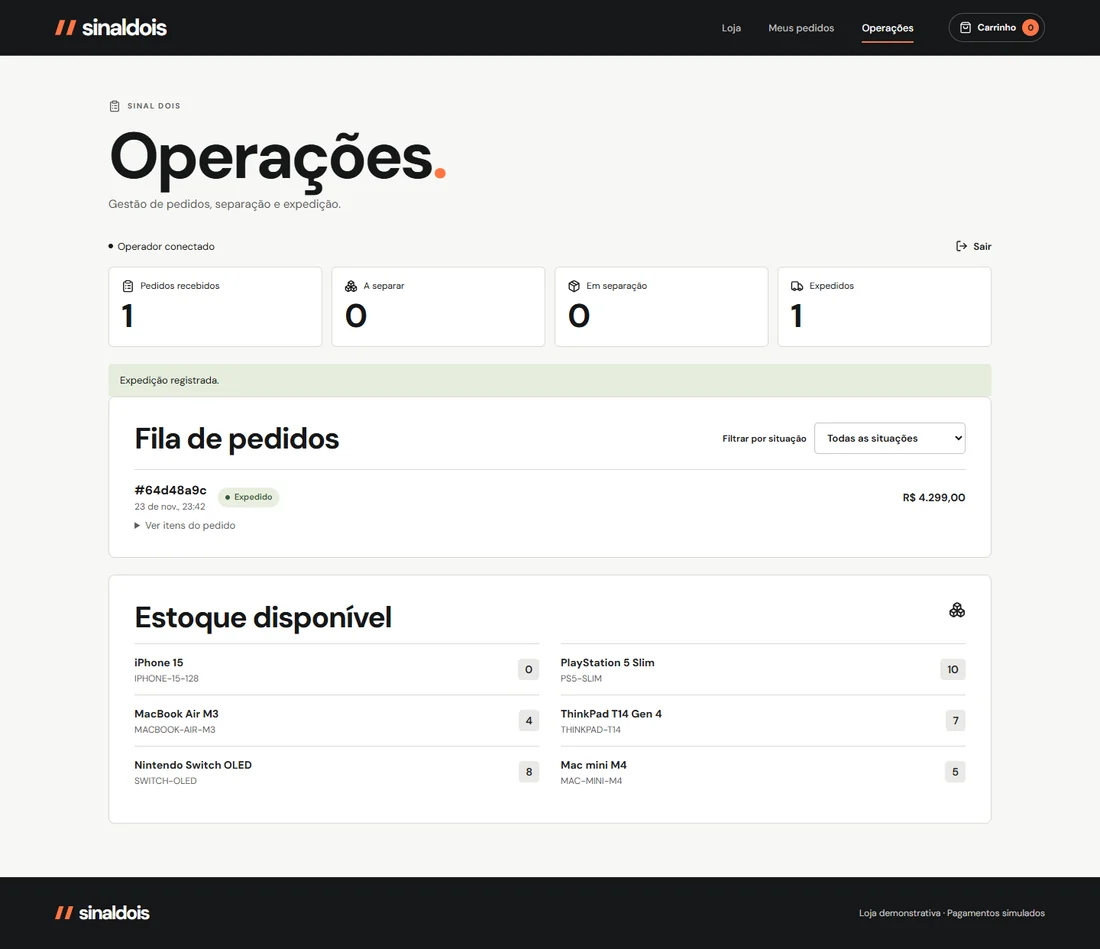 sinaldois
Loja
Meus pedidos
Operações
Carrinho 0
SINAL DOIS
Operações.
Gestão de pedidos, separação e expedição.
Operador conectado
Sair
Pedidos recebidos
1
A separar
0
Em separação
0
Expedidos
1
Expedição registrada.
Fila de pedidos
Filtrar por situação
Todas as situações
#64d48a9c
Expedido
23 de nov., 23:42
R$ 4.299,00
Ver itens do pedido
Estoque disponível
iPhone 15
IPHONE-15-128
0
PlayStation 5 Slim
PS5-SLIM
10
MacBook Air M3
MACBOOK-AIR-M3
4
ThinkPad T14 Gen 4
THINKPAD-T14
7
Nintendo Switch OLED
SWITCH-OLED
8
Mac mini M4
MAC-MINI-M4
5
sinaldois
Loja demonstrativa · Pagamentos simulados